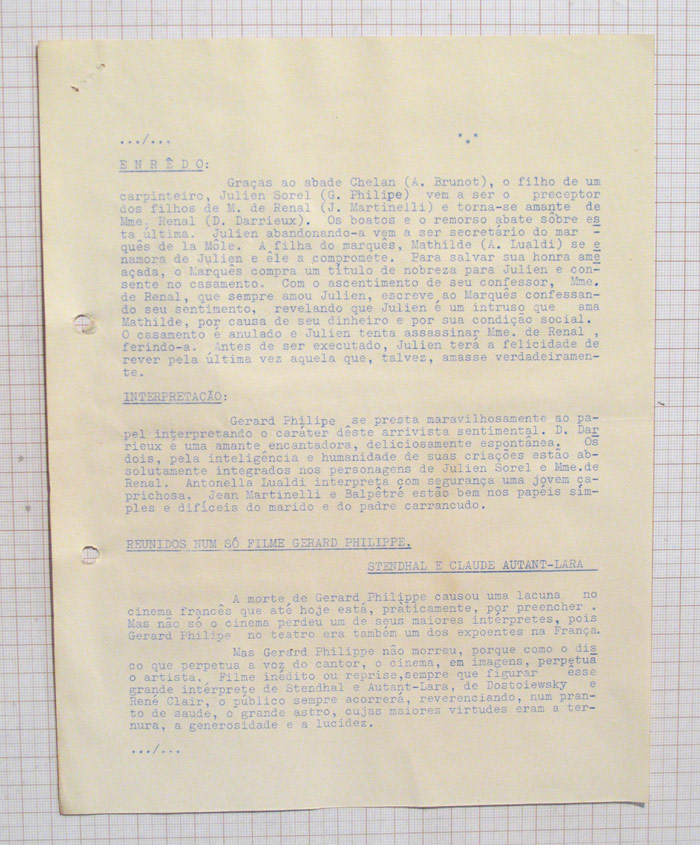 .../...
*.*
E N R Ê D O:
Graças ao abade Chelan (A. Brunot), o filho de um
carpinteiro, Julien Sorel (G. Philipe) vem a ser o preceptor
dos filhos de M. de Renal (J. Martinelli) e torna-se amante de
Mme. Renal (D. Darrieux). Os boatos e o remorso abate sôbre es
ta última. Julien abandonando-a vem a ser secretário do mar -
quês de la Môle. A filha do marquês, Mathilde (A. Lualdi) se e
namora de Julien e êle a compromete. Para salvar sua honra ame
açada, o Marquês compra um título de nobreza para Julien e con-
sente no casamento. Com o ascentimento de seu confessor, Mme.
de Renal, que sempre amou Julien, escreve ao Marquês confessan-
do seu sentimento, revelando que Julien é um intruso que ama
Mathilde, por causa de seu dinheiro e por sua condição social.
O casamento é anulado e Julien tenta assassinar Mme. de Renal ,
ferindo-a. Antes de ser executado, Julien terá a felicidade de
rever pela última vez aquela que, talvez, amasse verdadeiramen-
te.
INTERPRETAÇÃO:
Gerard Philipe se presta maravilhosamente ao pa-
pel interpretando o caráter dêste arrivista sentimental. D. Dar
rieux é uma amante encantadora, deliciosamente espontânea. Os
dois, pela inteligência e humanidade de suas criações estão ab-
solutamente integrados nos personagens de Julien Sorel e Mme.de
Renal. Antonella Lualdi interpreta com segurança uma jovem ca-
prichosa. Jean Martinelli e Balpétré estão bem nos papéis sim-
ples e difíceis do marido e do padre carrancudo.
REUNIDOS NUM SÓ FILME GERARD PHILIPPE,
STENDHAL E CLAUDE AUTANT-LARA
A morte de Gerard Philippe causou uma lacuna no
cinema francês que até hoje está, práticamente, por preencher .
Mas não só o cinema perdeu um de seus maiores intérpretes, pois
Gerard Philipe no teatro era também um dos expoentes na França.
Mas Gerard Philippe não morreu, porque como o dis
co que perpetua a voz do cantor, o cinema, em imagens, perpetua
o artista. Filme inédito ou reprise,sempre que figurar esse
grande intérprete de Stendhal e Autant-Lara, de Dostoiewsky e
René Clair, o público sempre acorrerá, reverenciando, num pran-
to de saude, o grande astro, cujas maiores virtudes eram a ter-
nura, a generosidade e a lucidez.
.../...